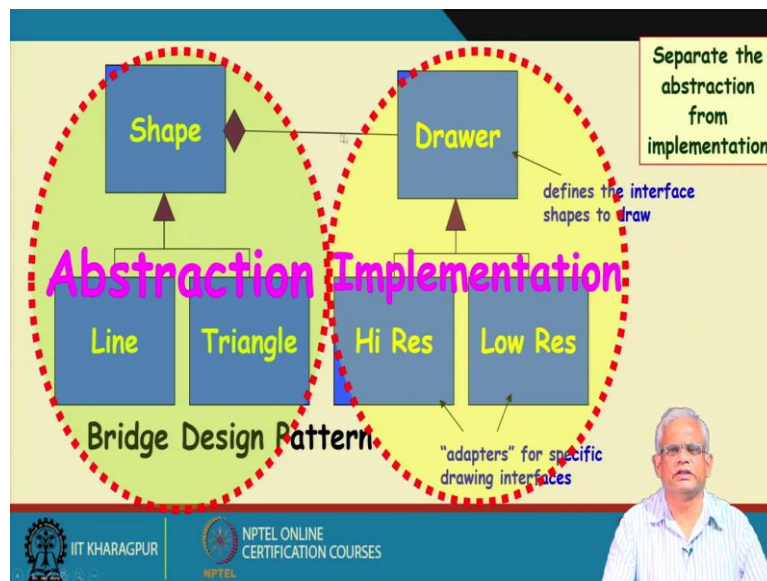 Separate the
abstraction
from
implementation
Shape
Drawer
defines the interface
shapes to draw
Abstraction
Implementation
Line
Triangle
Hi Res
Low Res
Bridge Design Pattern
"adapters" for specific
drawing interfaces
IIT KHARAGPUR
NPTEL
NPTEL ONLINE
CERTIFICATION COURSES